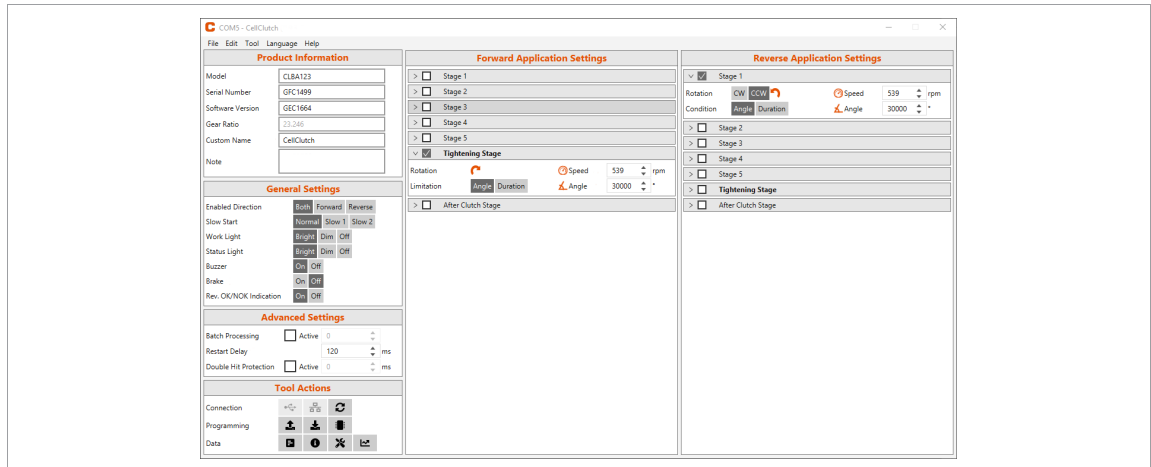 COM5 - CellClutch
File Edit Tool Language Help
Product Information
Model CLBA123
Serial Number GFC1499
Software Version GEC1664
Gear Ratio 23.246
Custom Name CellClutch
Note
General Settings
Enabled Direction Both Forward Reverse
Slow Start Normal Slow 1 Slow 2
Work Light Bright Dim Off
Status Light Bright Dim Off
Buzzer On Off
Brake On Off
Rev. OK/NOK Indication On Off
Advanced Settings
Batch Processing Active 0
Restart Delay 120 ms
Double Hit Protection Active 0 ms
Tool Actions
Connection
Programming
Data
Forward Application Settings
> Stage 1
> Stage 2
> Stage 3
> Stage 4
> Stage 5
Tightening Stage
Rotation Speed 539 rpm
Limitation Angle Duration Angle 30000 °
> After Clutch Stage
Reverse Application Settings
Stage 1
Rotation CW CCW Speed 539 rpm
Condition Angle Duration Angle 30000 °
> Stage 2
> Stage 3
> Stage 4
> Stage 5
> Tightening Stage
> After Clutch Stage